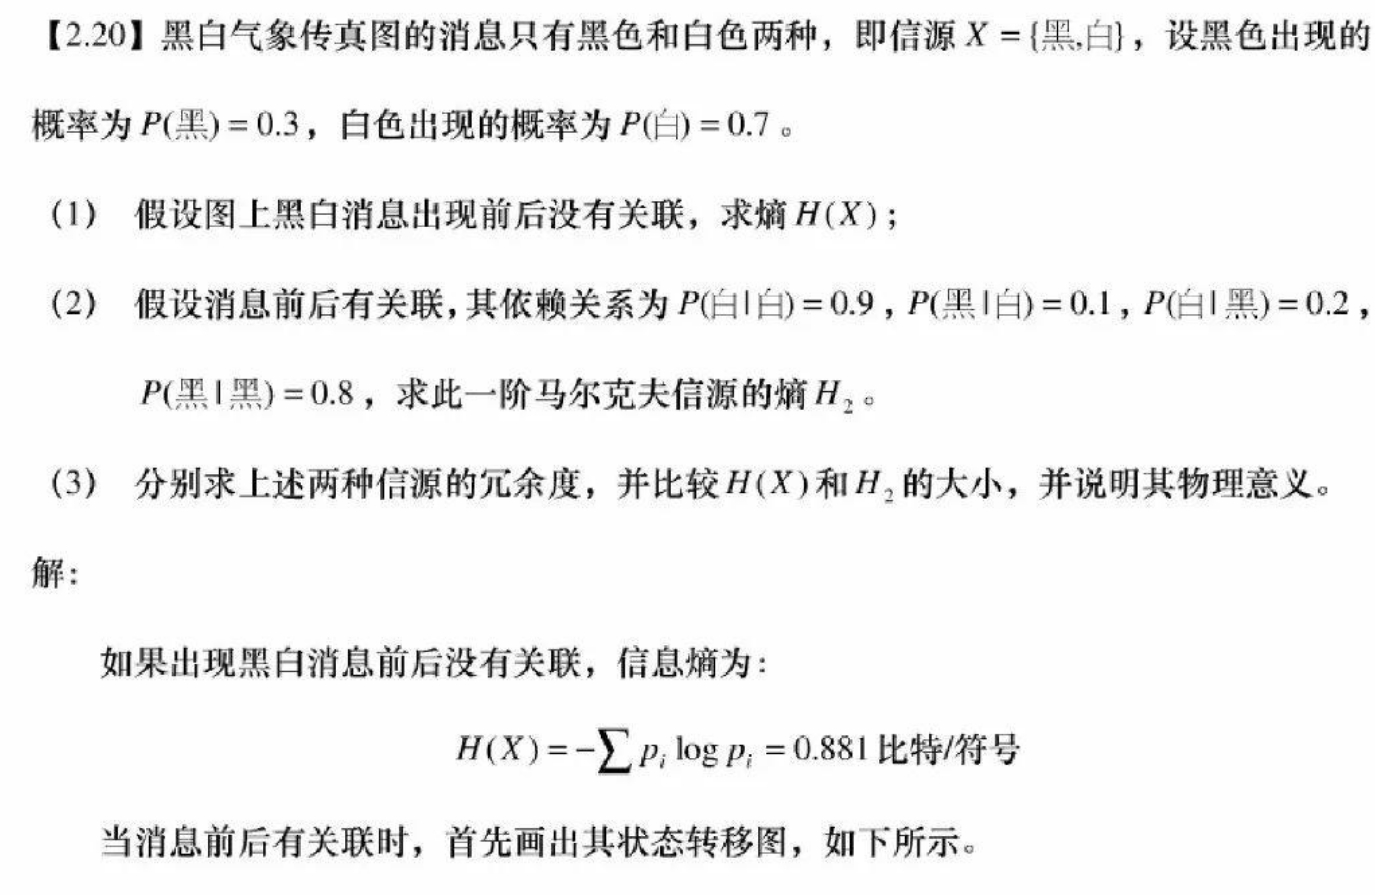 【2.20】黑白气象传真图的消息只有黑色和白色两种，即信源 X = {黑,白}，设黑色出现的
概率为 P(黑) = 0.3，白色出现的概率为 P(白) = 0.7 。
（1） 假设图上黑白消息出现前后没有关联，求熵 H(X)；
（2） 假设消息前后有关联，其依赖关系为 P(白|白) = 0.9，P(黑|白) = 0.1，P(白|黑) = 0.2，
P(黑|黑) = 0.8，求此一阶马尔克夫信源的熵 H₂。
（3） 分别求上述两种信源的冗余度，并比较 H(X) 和 H₂ 的大小，并说明其物理意义。
解：
如果出现黑白消息前后没有关联，信息熵为：
H(X) = −∑ pᵢ log pᵢ = 0.881 比特/符号
当消息前后有关联时，首先画出其状态转移图，如下所示。